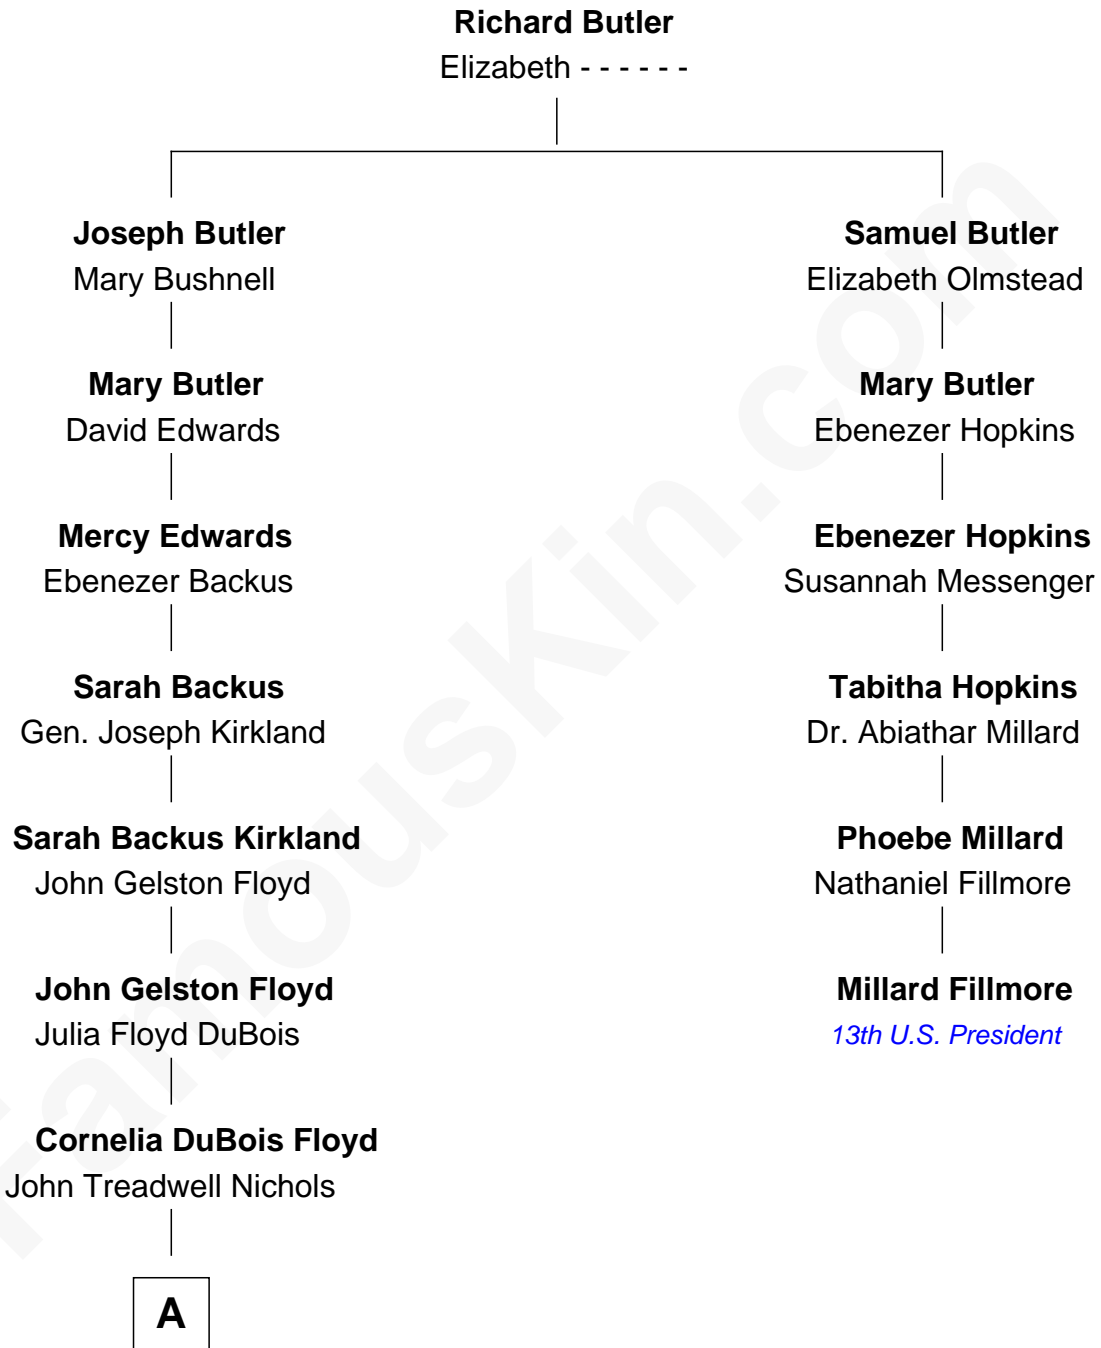 Richard Butler
Elizabeth - - - - - -
Joseph Butler
Mary Bushnell
Samuel Butler
Elizabeth Olmstead
Mary Butler
David Edwards
Mary Butler
Ebenezer Hopkins
Mercy Edwards
Ebenezer Backus
Ebenezer Hopkins
Susannah Messenger
Sarah Backus
Gen. Joseph Kirkland
Tabitha Hopkins
Dr. Abiathar Millard
Sarah Backus Kirkland
John Gelston Floyd
Phoebe Millard
Nathaniel Fillmore
John Gelston Floyd
Julia Floyd DuBois
Millard Fillmore
13th U.S. President
Cornelia DuBois Floyd
John Treadwell Nichols
A
FamousKin.com